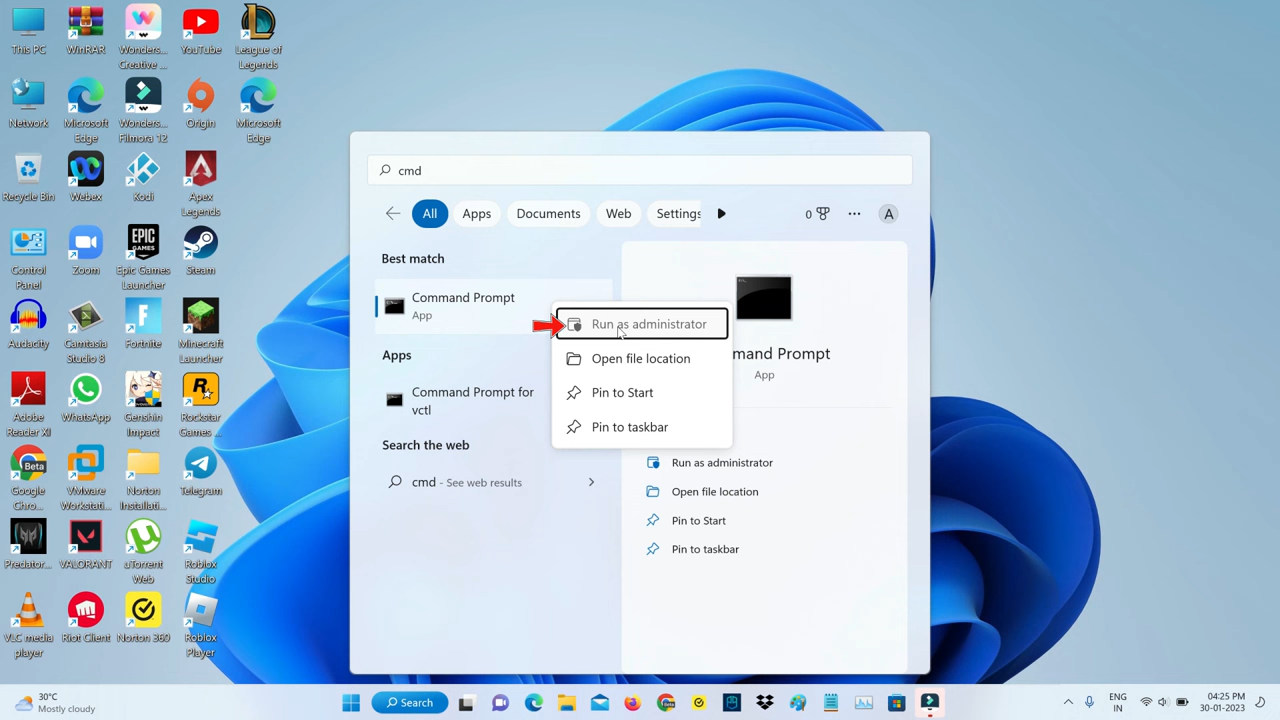 This PC
WinRAR
Wonders...
Creative ...
YouTube
League of
Legends
Network
Microsoft
Edge
Wonders...
Filmora 12
Origin
Microsoft
Edge
Recycle Bin
Webex
Kodi
Apex
Legends
Control
Panel
Zoom
EPIC
GAMES
Epic Games
Launcher
Steam
Audacity
Camtasia
Studio 8
Fortnite
Minecraft
Launcher
Adobe
Reader XI
WhatsApp
Genshin
Impact
Rockstar
Games ...
Beta
Google
Chro...
VMware
Workstati...
Norton
Installati...
Telegram
Predator...
VALORANT
uTorrent
Web
Roblox
Studio
VLC media
player
Riot Client
Norton 360
Roblox
Player
cmd
All
Apps
Documents
Web
Settings
0
A
Best match
Command Prompt
App
Apps
Command Prompt for
vctl
Search the web
cmd - See web results
Run as administrator
Open file location
Pin to Start
Pin to taskbar
mmand Prompt
App
Run as administrator
Open file location
Pin to Start
Pin to taskbar
30°C
Mostly cloudy
Search
ENG
IN
04:25 PM
30-01-2023